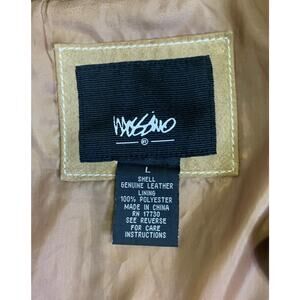 Mossimo
®
L
SHELL
GENUINE LEATHER
LINING
100% POLYESTER
MADE IN CHINA
RN 17730
SEE REVERSE
FOR CARE
INSTRUCTIONS